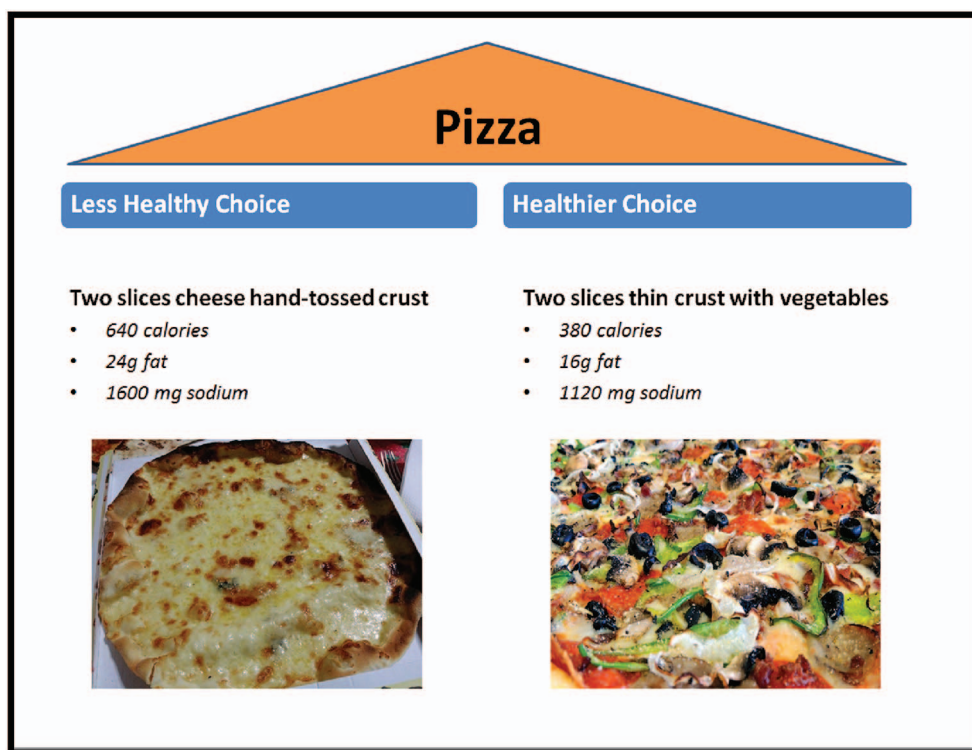 Pizza
Less Healthy Choice
Healthier Choice
Two slices cheese hand-tossed crust
• 640 calories
• 24g fat
• 1600 mg sodium
Two slices thin crust with vegetables
• 380 calories
• 16g fat
• 1120 mg sodium